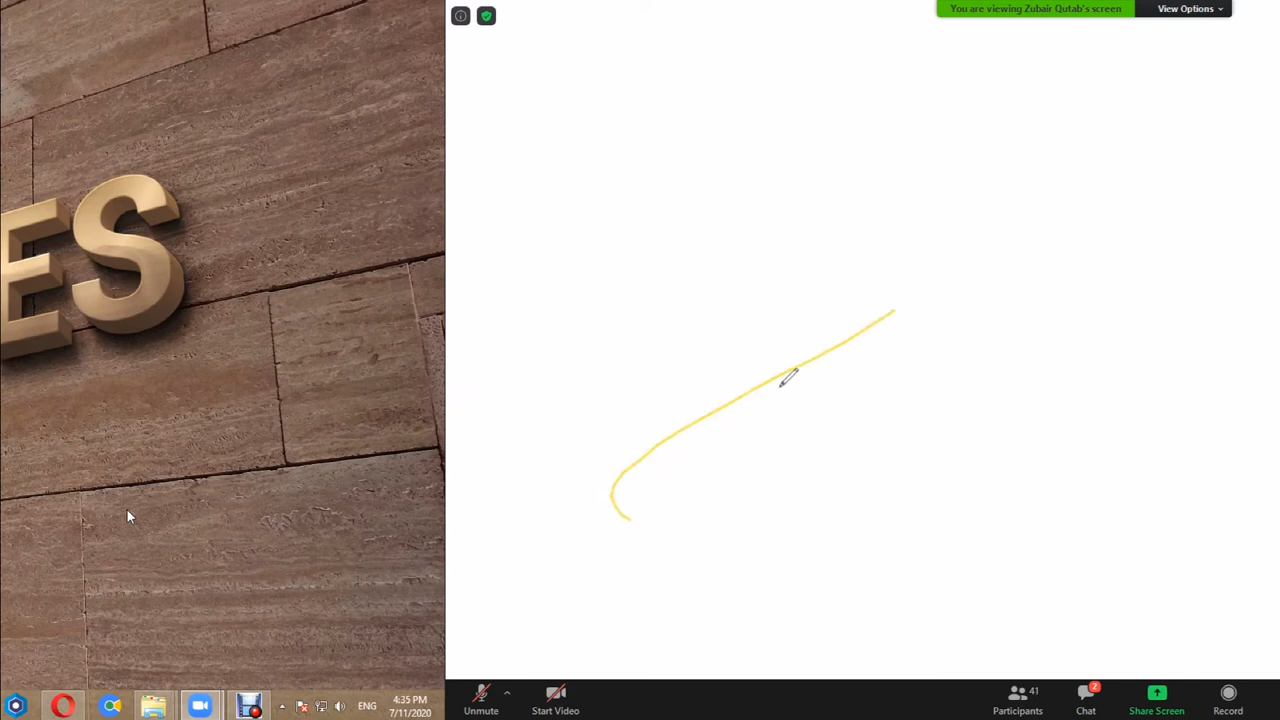 You are viewing Zubair Qutab's screen View Options
ES
ENG 4:35 PM
7/11/2020
Unmute Start Video 41 Participants 2 Chat Share Screen Record